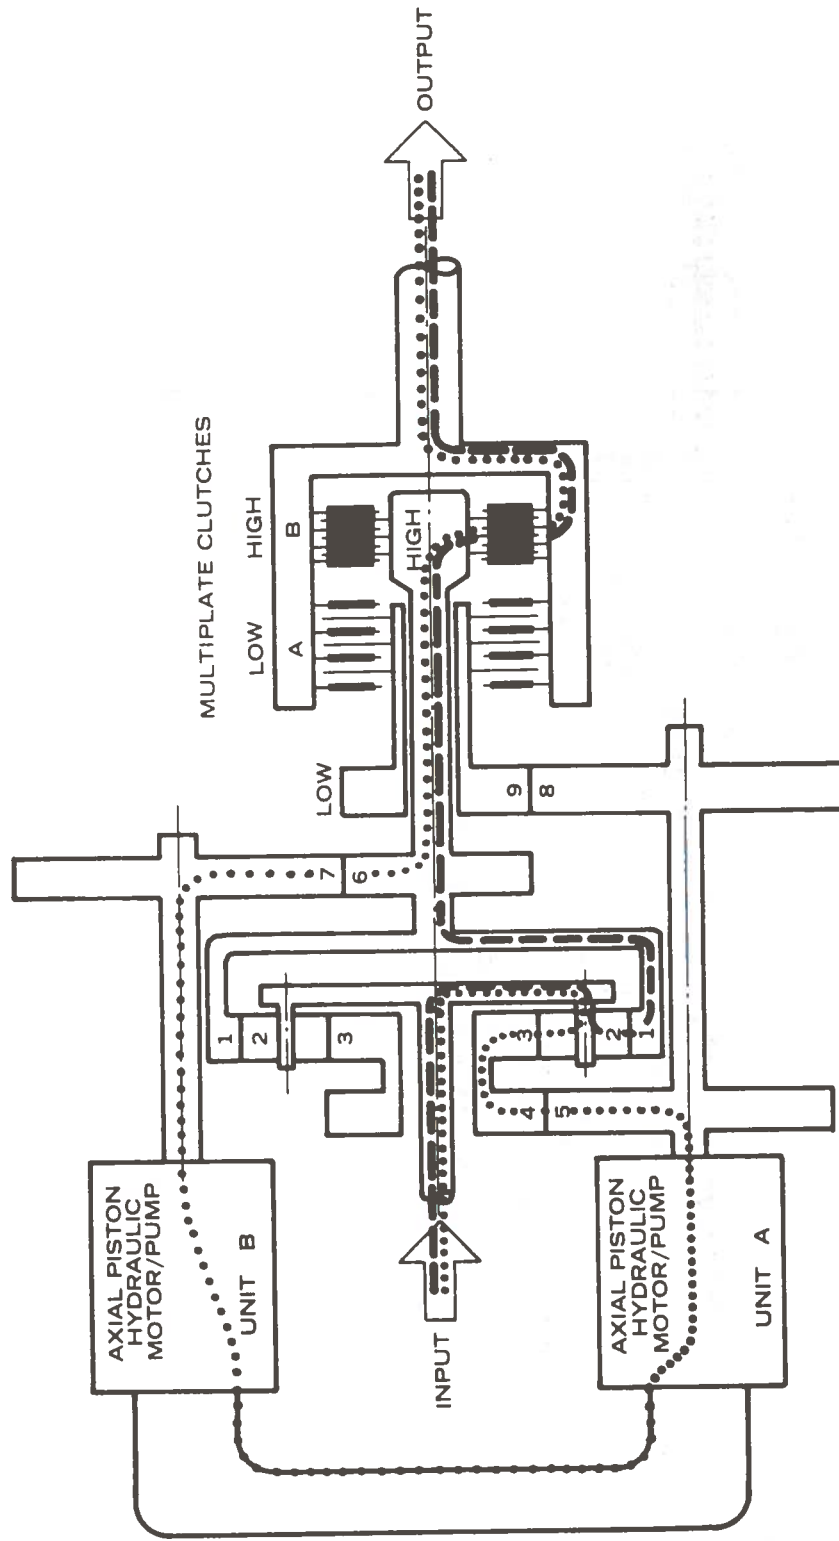 AXIAL PISTON
HYDRAULIC
MOTOR/PUMP
UNIT B
INPUT
AXIAL PISTON
HYDRAULIC
MOTOR/PUMP
UNIT A
1
2
3
3
2
1
4
5
7
6
LOW
9
8
MULTIPLATE CLUTCHES
LOW
HIGH
A
B
HIGH
OUTPUT